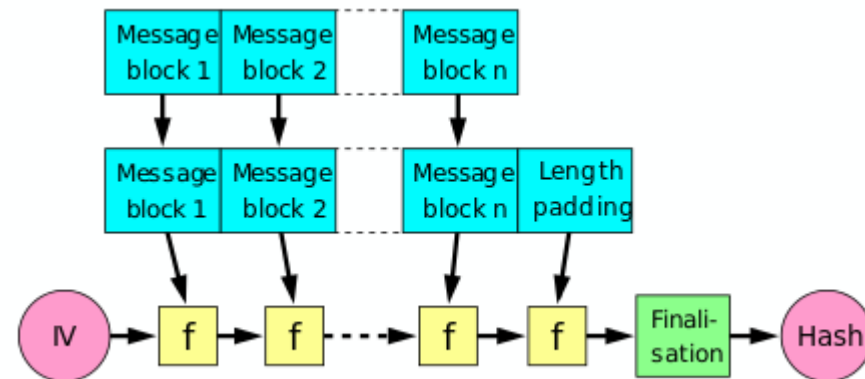 Message Message Message
block 1 block 2 block n
Message Message Message Length
block 1 block 2 block n padding
IV f f f f Finali- Hash
sation